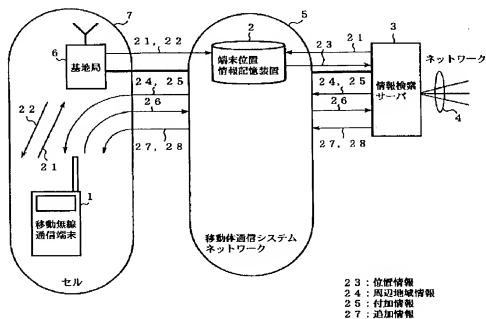 7
5
2
3
6
基地局
21, 22
端末位置
情報記憶装置
21
23
ネットワーク
情報検索
サーバ
4
24, 25
26
27, 28
24, 25
26
27, 28
22
21
1
移動無線
通信端末
セル
移動体通信システム
ネットワーク
23:位置情報
24:周辺地域情報
25:付加情報
27:追加情報